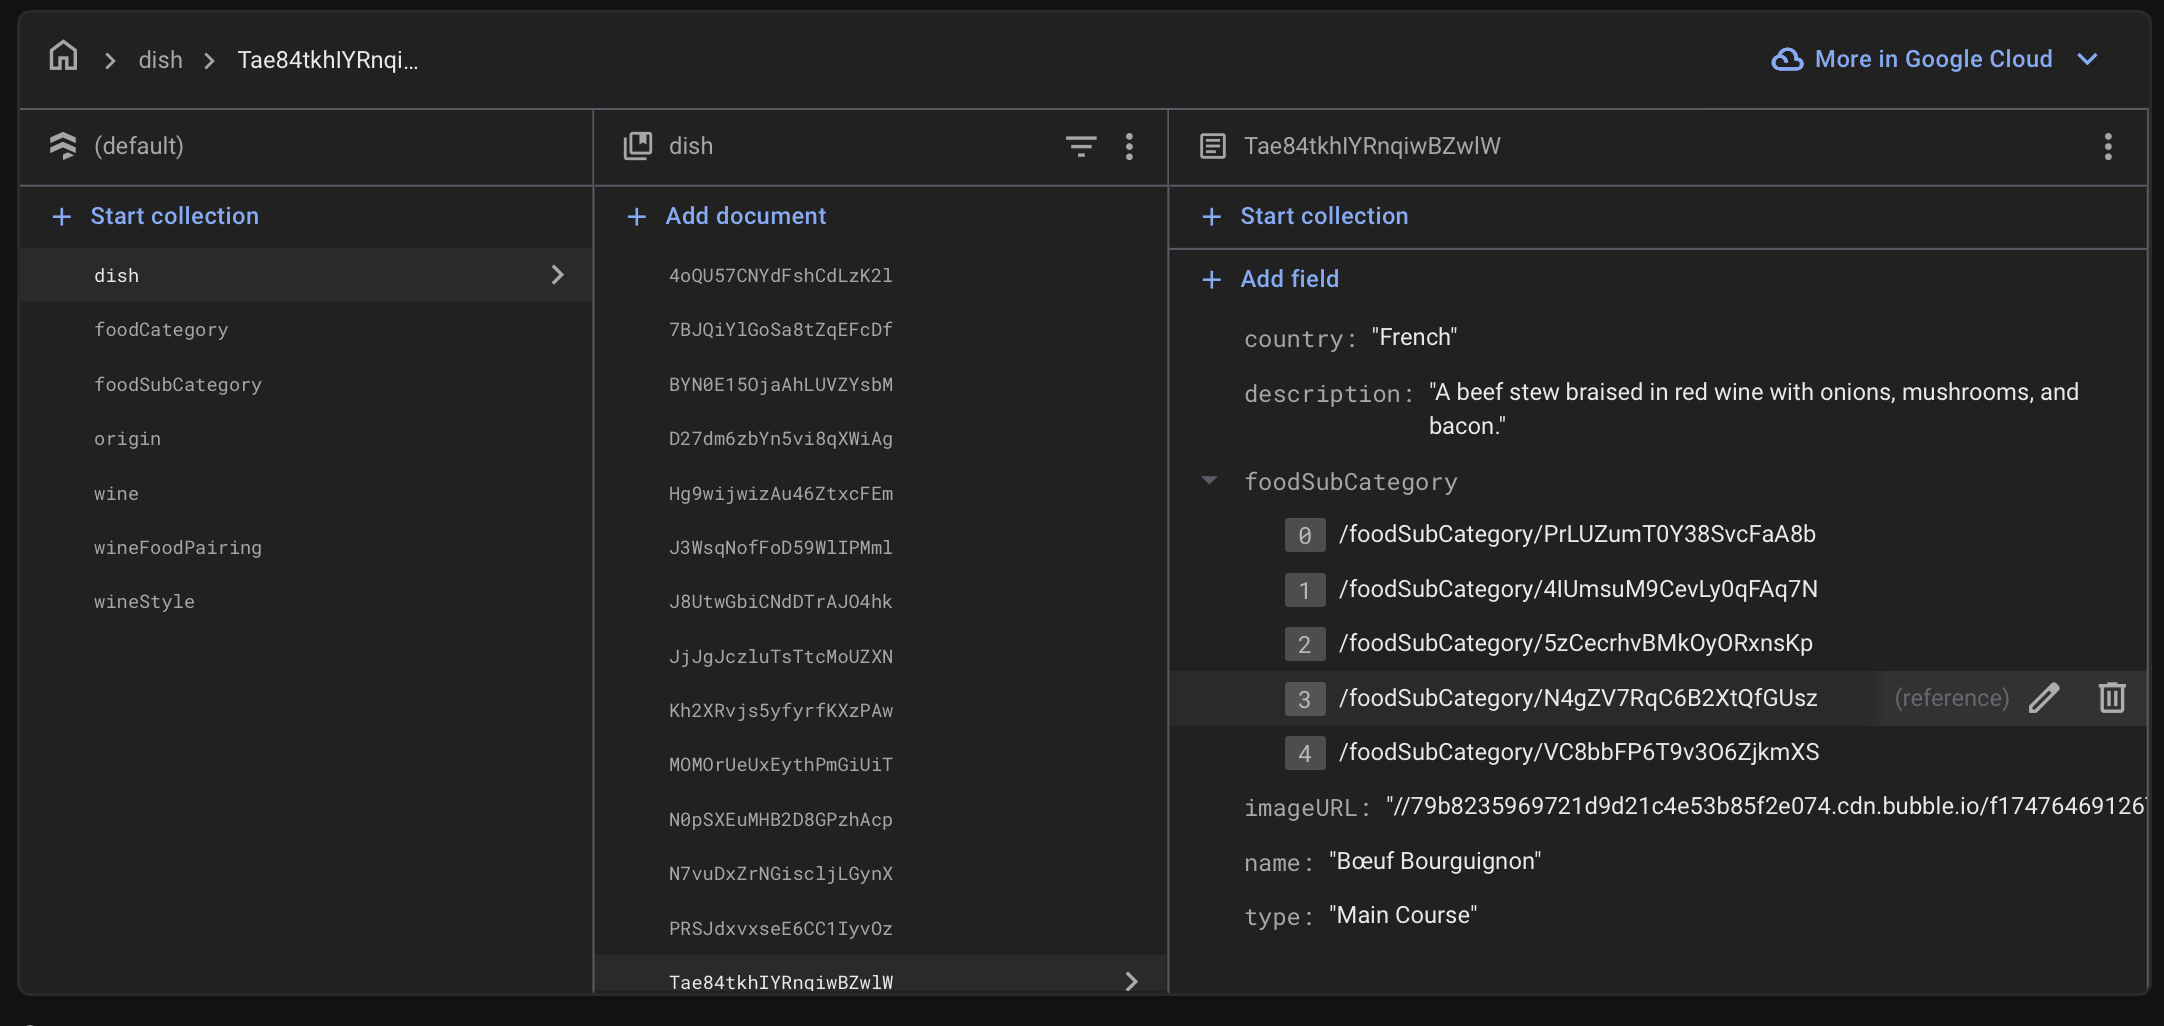 dish
Tae84tkhIYRnqi...
More in Google Cloud
(default)
Start collection
dish
foodCategory
foodSubCategory
origin
wine
wineFoodPairing
wineStyle
dish
Add document
4oQU57CNYdFshCdLzK2l
7BJQiYlGoSa8tZqEFcDf
BYN0E15OjaAhLUVZYsbM
D27dm6zbYn5vi8qXWiAg
Hg9wijwizAu46ZtxcFEm
J3WsqNofFoD59WlIPMml
J8UtwGbiCNdDTrAJO4hk
JjJgJczluTsTtcMoUZXN
Kh2XRvjs5yfyrfKXzPAw
MOMOrUeUxEythPmGiUiT
N0pSXEuMHB2D8GPzhAcp
N7vuDxZrNGiscljLGynX
PRSJdxvxseE6CC1IyvOz
Tae84tkhIYRnqiwBZwlW
Tae84tkhIYRnqiwBZwlW
Start collection
Add field
country: "French"
description: "A beef stew braised in red wine with onions, mushrooms, and
bacon."
foodSubCategory
0 /foodSubCategory/PrLUZumT0Y38SvcFaA8b
1 /foodSubCategory/4IUmsuM9CevLy0qFAq7N
2 /foodSubCategory/5zCecrhvBMkOyORxnsKp
3 /foodSubCategory/N4gZV7RqC6B2XtQfGUsz (reference)
4 /foodSubCategory/VC8bbFP6T9v3O6ZjkmXS
imageURL: "//79b8235969721d9d21c4e53b85f2e074.cdn.bubble.io/f174764691267
name: "Bœuf Bourguignon"
type: "Main Course"